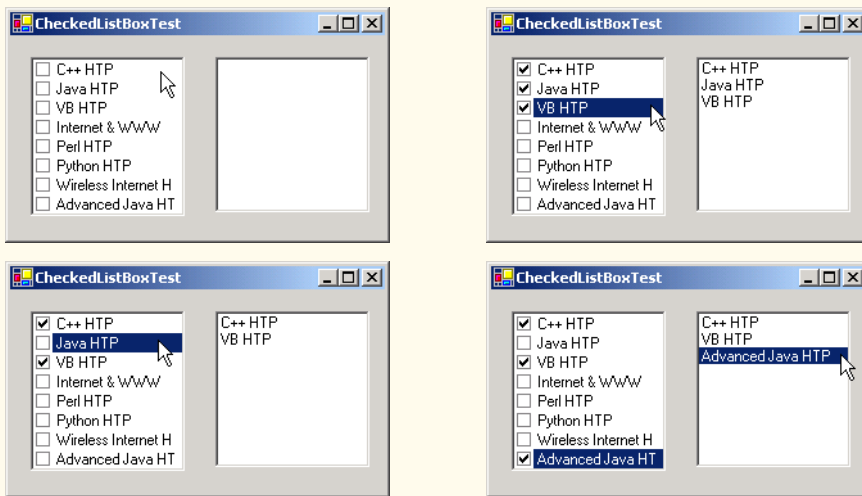 CheckedListBoxTest
C++ HTP
Java HTP
VB HTP
Internet & WWW
Perl HTP
Python HTP
Wireless Internet H
Advanced Java HT
CheckedListBoxTest
C++ HTP
Java HTP
VB HTP
Internet & WWW
Perl HTP
Python HTP
Wireless Internet H
Advanced Java HT
C++ HTP
Java HTP
VB HTP
CheckedListBoxTest
C++ HTP
Java HTP
VB HTP
Internet & WWW
Perl HTP
Python HTP
Wireless Internet H
Advanced Java HT
C++ HTP
VB HTP
CheckedListBoxTest
C++ HTP
Java HTP
VB HTP
Internet & WWW
Perl HTP
Python HTP
Wireless Internet H
Advanced Java HT
C++ HTP
VB HTP
Advanced Java HTP